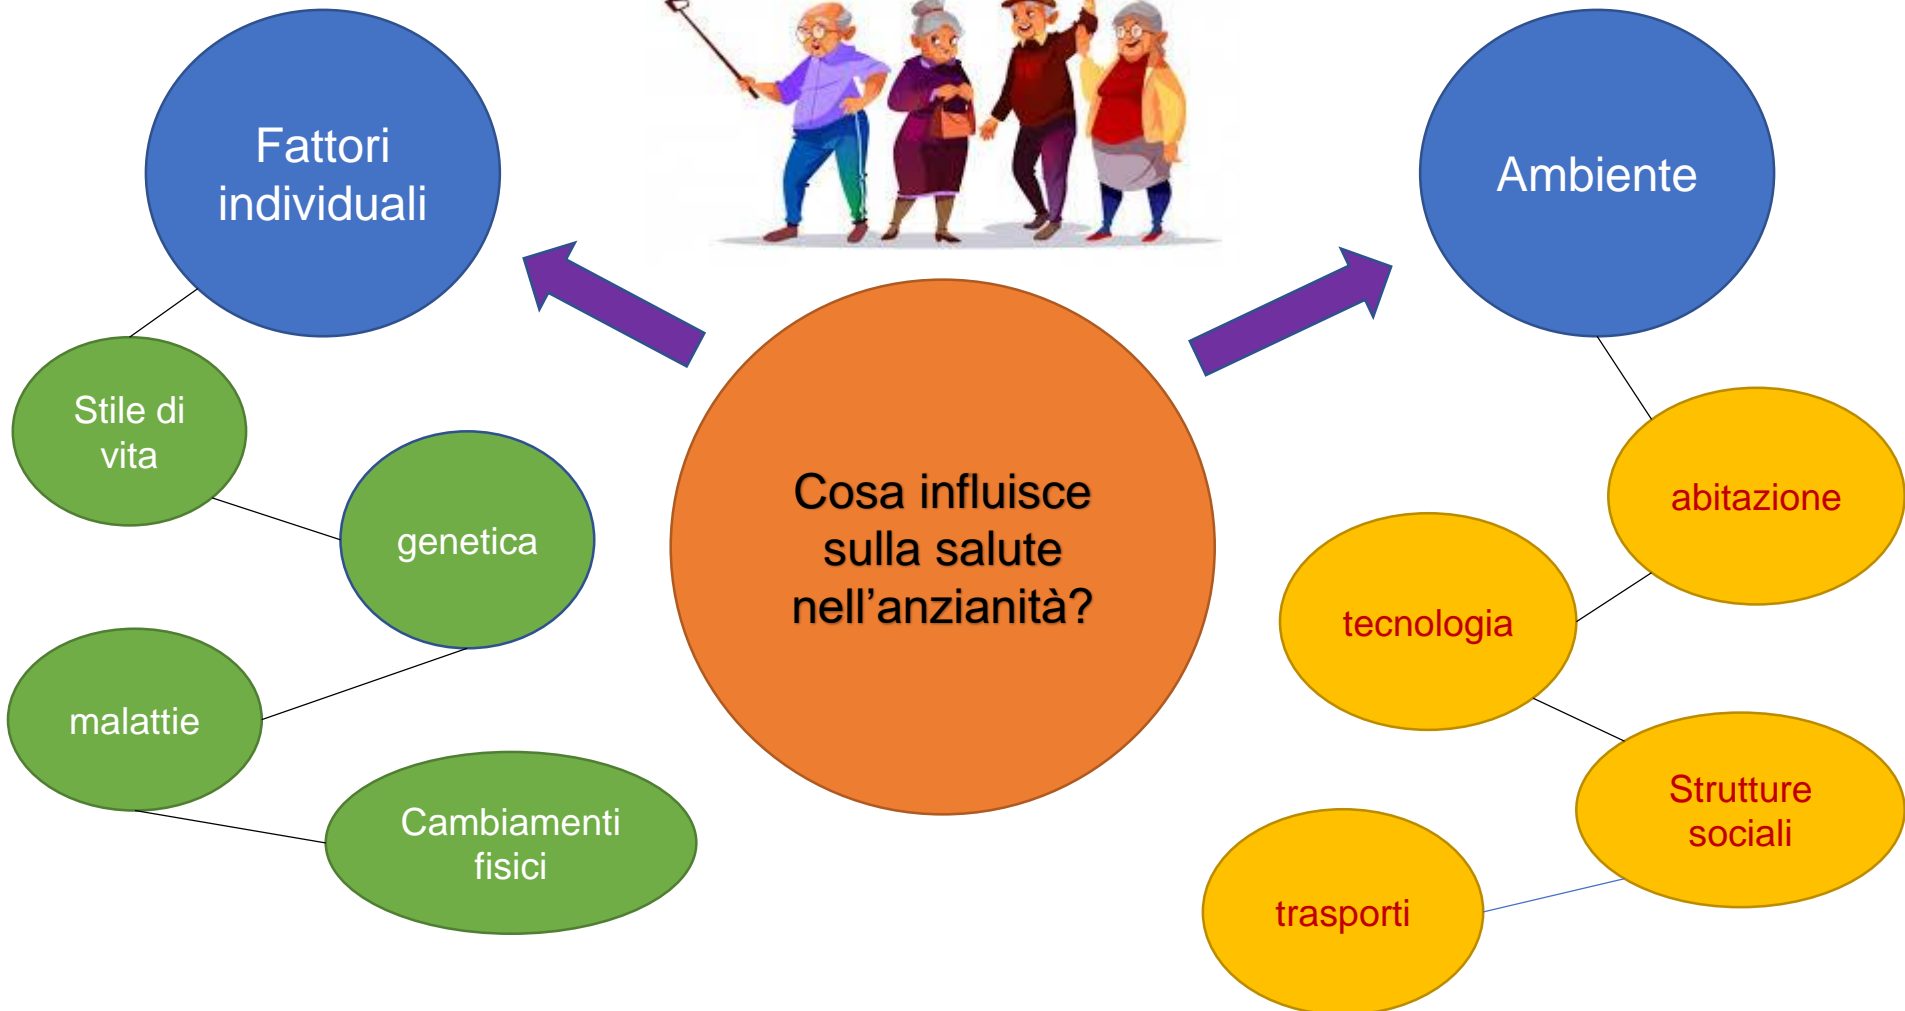 Fattori
individuali
Ambiente
Stile di
vita
genetica
malattie
Cambiamenti
fisici
Cosa influisce
sulla salute
nell’anzianità?
abitazione
tecnologia
Strutture
sociali
trasporti